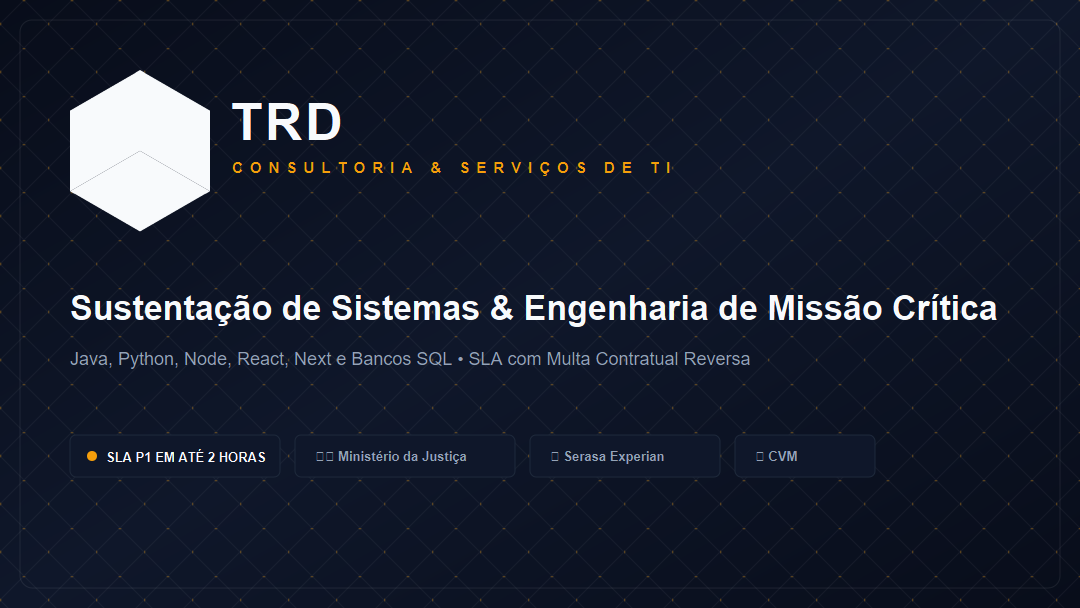 TRD
CONSULTORIA & SERVIÇOS DE TI
Sustentação de Sistemas & Engenharia de Missão Crítica
Java, Python, Node, React, Next e Bancos SQL • SLA com Multa Contratual Reversa
SLA P1 EM ATÉ 2 HORAS
Ministério da Justiça
Serasa Experian
CVM